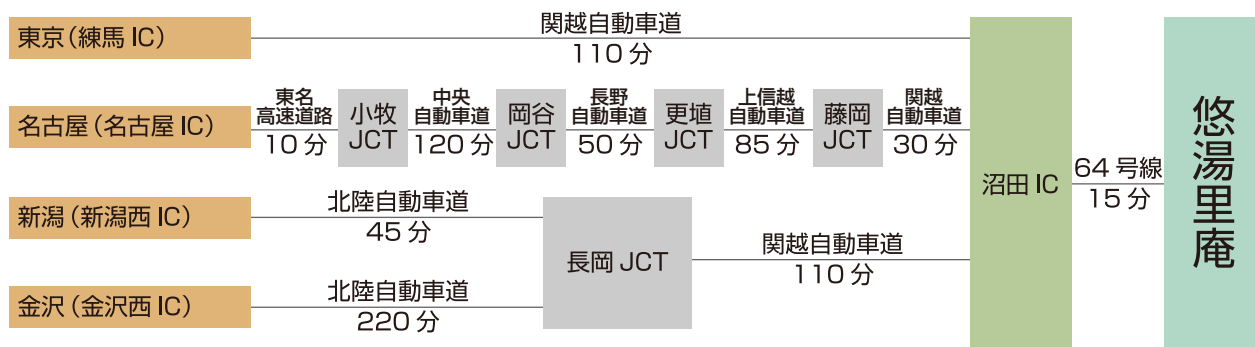 東京(練馬 IC)
関越自動車道
110 分
名古屋(名古屋 IC)
東名
高速道路
10 分
小牧
JCT
中央
自動車道
120 分
岡谷
JCT
長野
自動車道
50 分
更埴
JCT
上信越
自動車道
85 分
藤岡
JCT
関越
自動車道
30 分
新潟(新潟西 IC)
北陸自動車道
45 分
金沢(金沢西 IC)
北陸自動車道
220 分
長岡 JCT
関越自動車道
110 分
沼田 IC
64 号線
15 分
悠湯里庵